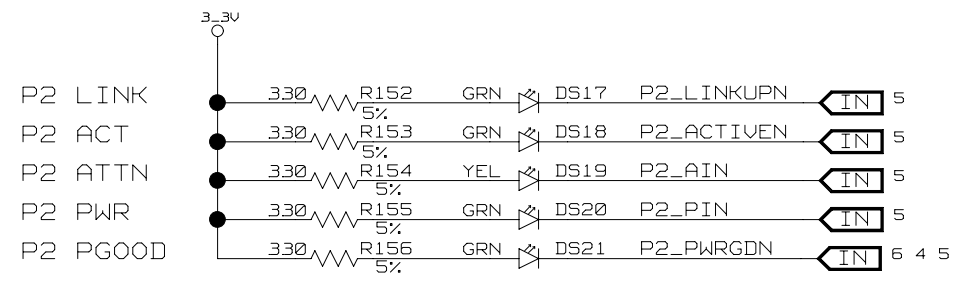 3_3V
P2 LINK 330 R152 5% GRN DS17 P2_LINKUPN IN 5
P2 ACT 330 R153 5% GRN DS18 P2_ACTIVEN IN 5
P2 ATTN 330 R154 5% YEL DS19 P2_AIN IN 5
P2 PWR 330 R155 5% GRN DS20 P2_PIN IN 5
P2 PGOOD 330 R156 5% GRN DS21 P2_PWRGDN IN 6 4 5